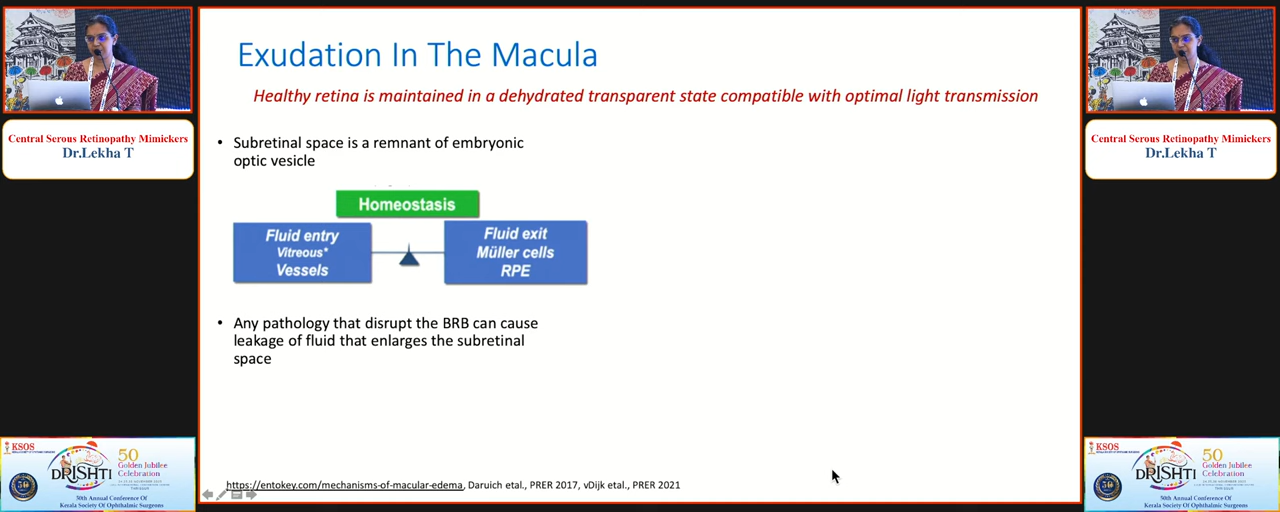 Exudation In The Macula
Healthy retina is maintained in a dehydrated transparent state compatible with optimal light transmission
• Subretinal space is a remnant of embryonic
optic vesicle
Homeostasis
Fluid entry
Vitreous*
Vessels
Fluid exit
Müller cells
RPE
• Any pathology that disrupt the BRB can cause
leakage of fluid that enlarges the subretinal
space
https://entokey.com/mechanisms-of-macular-edema, Daruich etal., PRER 2017, vDijk etal., PRER 2021
Central Serous Retinopathy Mimickers
Dr.Lekha T
KSOS
DRISHTI
50
Golden Jubilee
Celebration
50th Annual Conference Of
Kerala Society Of Ophthalmic Surgeons
Central Serous Retinopathy Mimickers
Dr.Lekha T
KSOS
DRISHTI
50
Golden Jubilee
Celebration
50th Annual Conference Of
Kerala Society Of Ophthalmic Surgeons